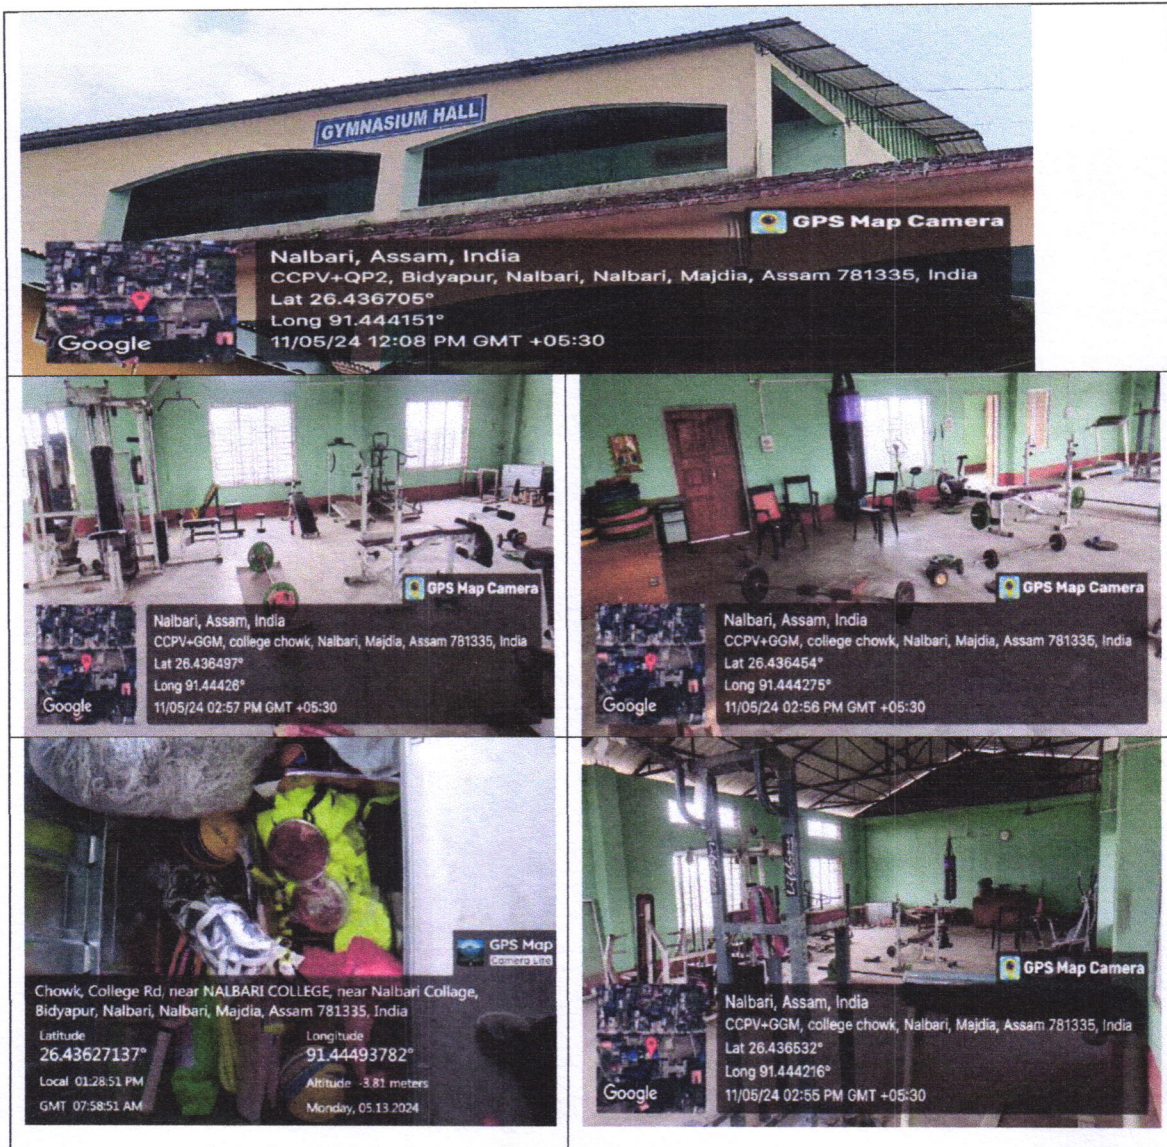 GYMNASIUM HALL
GPS Map Camera
Nalbari, Assam, India
CCPV+QP2, Bidyapur, Nalbari, Nalbari, Majdia, Assam 781335, India
Lat 26.436705°
Long 91.444151°
11/05/24 12:08 PM GMT +05:30
Google
GPS Map Camera
Nalbari, Assam, India
CCPV+GGM, college chowk, Nalbari, Majdia, Assam 781335, India
Lat 26.436497°
Long 91.44426°
11/05/24 02:57 PM GMT +05:30
Google
GPS Map Camera
Nalbari, Assam, India
CCPV+GGM, college chowk, Nalbari, Majdia, Assam 781335, India
Lat 26.436454°
Long 91.444275°
11/05/24 02:56 PM GMT +05:30
Google
GPS Map
Camera Lite
Chowk, College Rd, near NALBARI COLLEGE, near Nalbari Collage,
Bidyapur, Nalbari, Nalbari, Majdia, Assam 781335, India
Latitude
26.43627137°
Longitude
91.44493782°
Local 01:28:51 PM
Altitude -3.81 meters
GMT 07:58:51 AM
Monday, 05.13.2024
GPS Map Camera
Nalbari, Assam, India
CCPV+GGM, college chowk, Nalbari, Majdia, Assam 781335, India
Lat 26.436532°
Long 91.444216°
11/05/24 02:55 PM GMT +05:30
Google